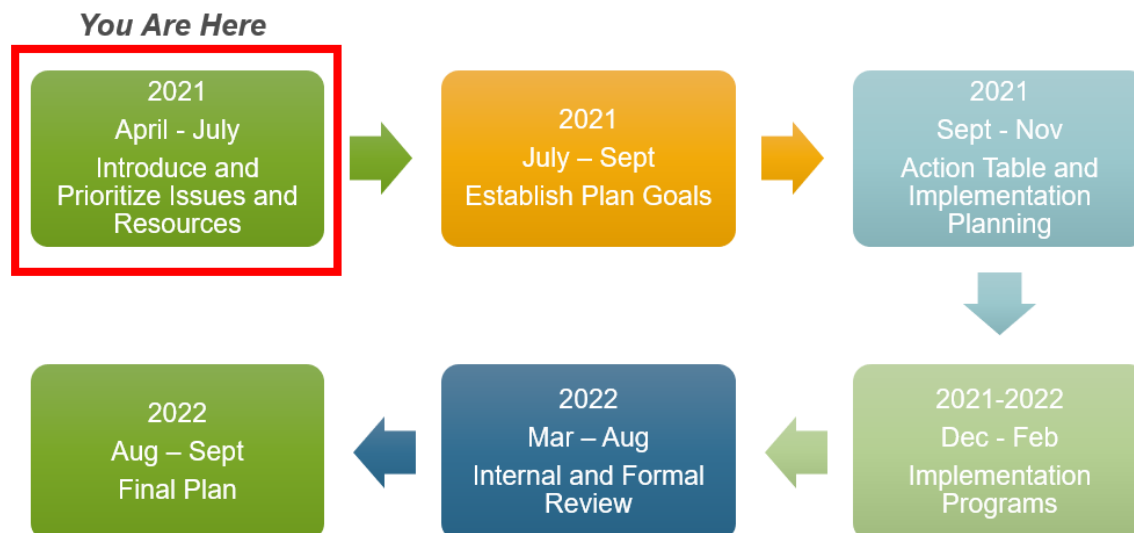 You Are Here
2021
April - July
Introduce and
Prioritize Issues and
Resources
2021
July – Sept
Establish Plan Goals
2021
Sept - Nov
Action Table and
Implementation
Planning
2021-2022
Dec - Feb
Implementation
Programs
2022
Mar – Aug
Internal and Formal
Review
2022
Aug – Sept
Final Plan